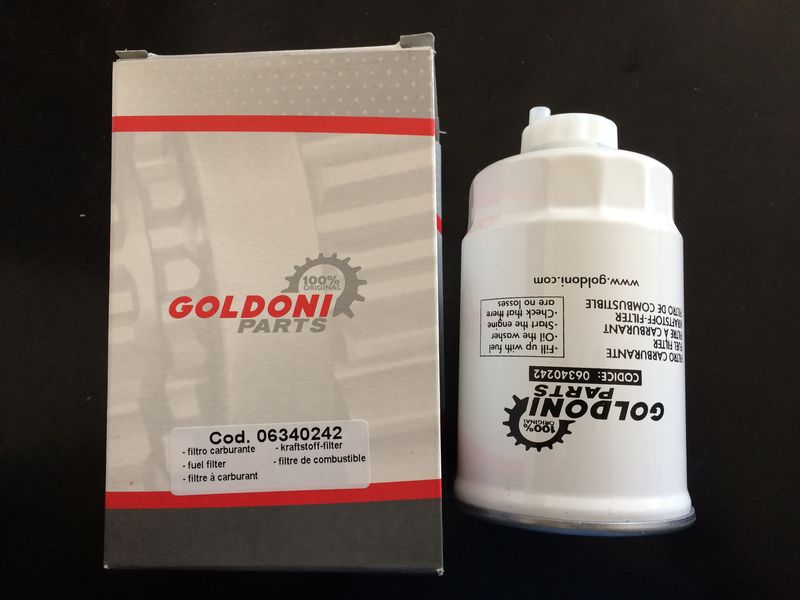 100%
ORIGINAL
GOLDONI
PARTS
Cod. 06340242
- filtro carburante
- kraftstoff-filter
- fuel filter
- filtre de combustible
- filtre à carburant
100%
ORIGINAL
GOLDONI
PARTS
CODICE: 06340242
FILTRO CARBURANTE
FUEL FILTER
FILTRE A CARBURANT
KRAFTSTOFF-FILTER
FILTRO DE COMBUSTIBLE
-Fill up with fuel
-Oil the washer
-Start the engine
-Check that there
are no losses
www.goldoni.com